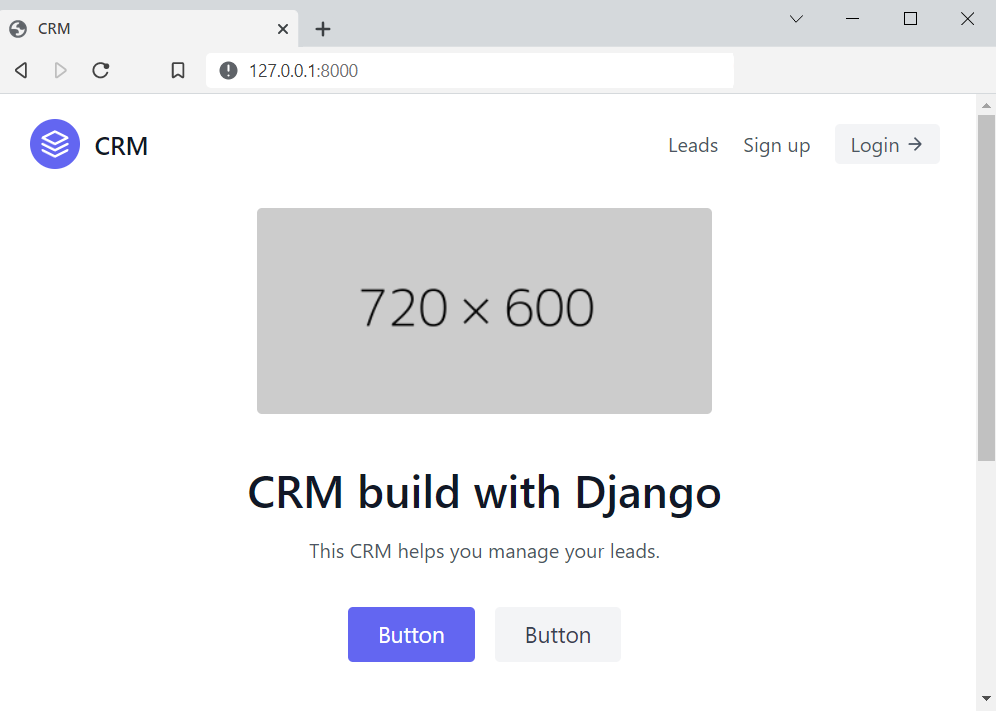 CRM
127.0.0.1:8000
CRM
Leads Sign up Login →
720 × 600
CRM build with Django
This CRM helps you manage your leads.
Button Button